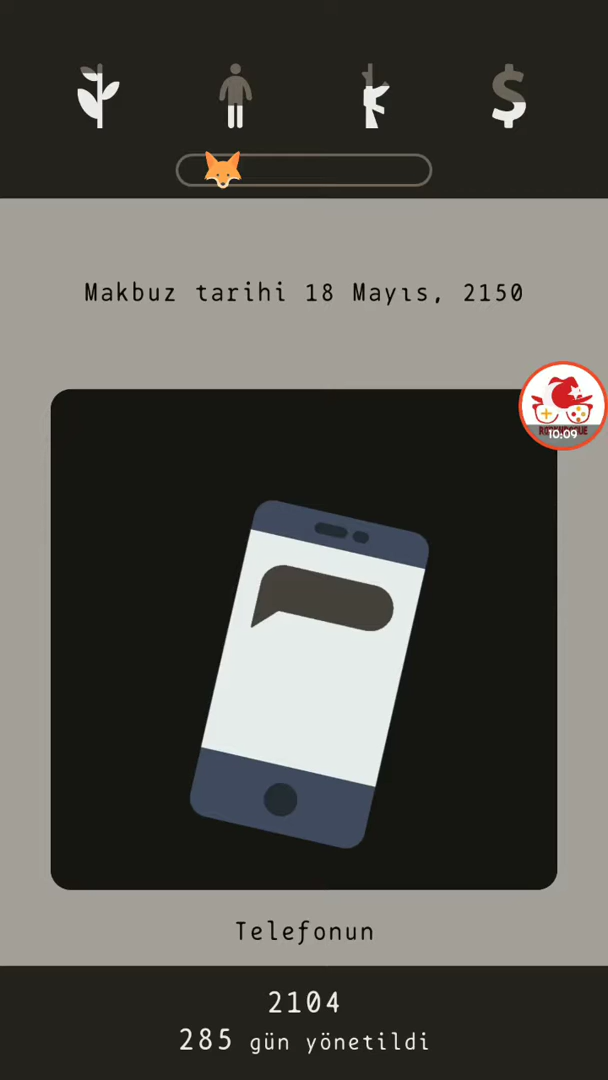 Makbuz tarihi 18 Mayıs, 2150
10:09
Telefonun
2104
285 gün yönetildi